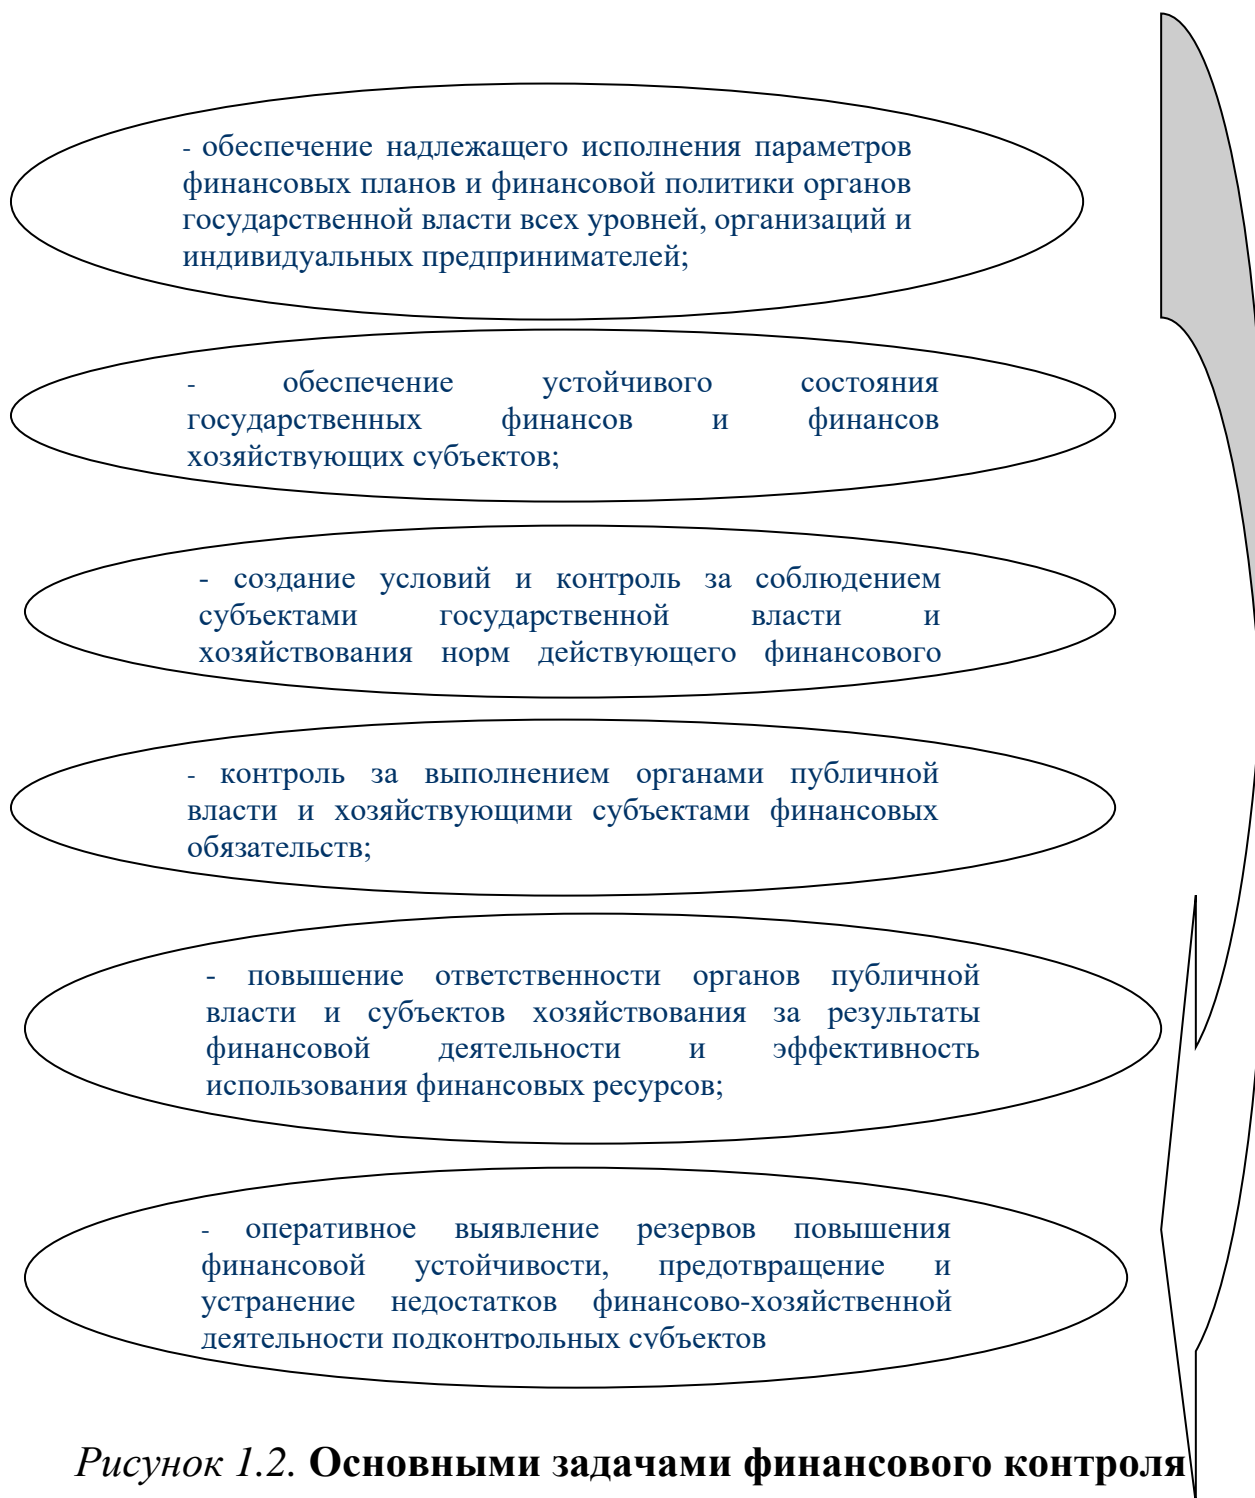 - обеспечение надлежащего исполнения параметров
финансовых планов и финансовой политики органов
государственной власти всех уровней, организаций и
индивидуальных предпринимателей;
- обеспечение устойчивого состояния
государственных финансов и финансов
хозяйствующих субъектов;
- создание условий и контроль за соблюдением
субъектами государственной власти и
хозяйствования норм действующего финансового
- контроль за выполнением органами публичной
власти и хозяйствующими субъектами финансовых
обязательств;
- повышение ответственности органов публичной
власти и субъектов хозяйствования за результаты
финансовой деятельности и эффективность
использования финансовых ресурсов;
- оперативное выявление резервов повышения
финансовой устойчивости, предотвращение и
устранение недостатков финансово-хозяйственной
деятельности подконтрольных субъектов
Рисунок 1.2. Основными задачами финансового контроля